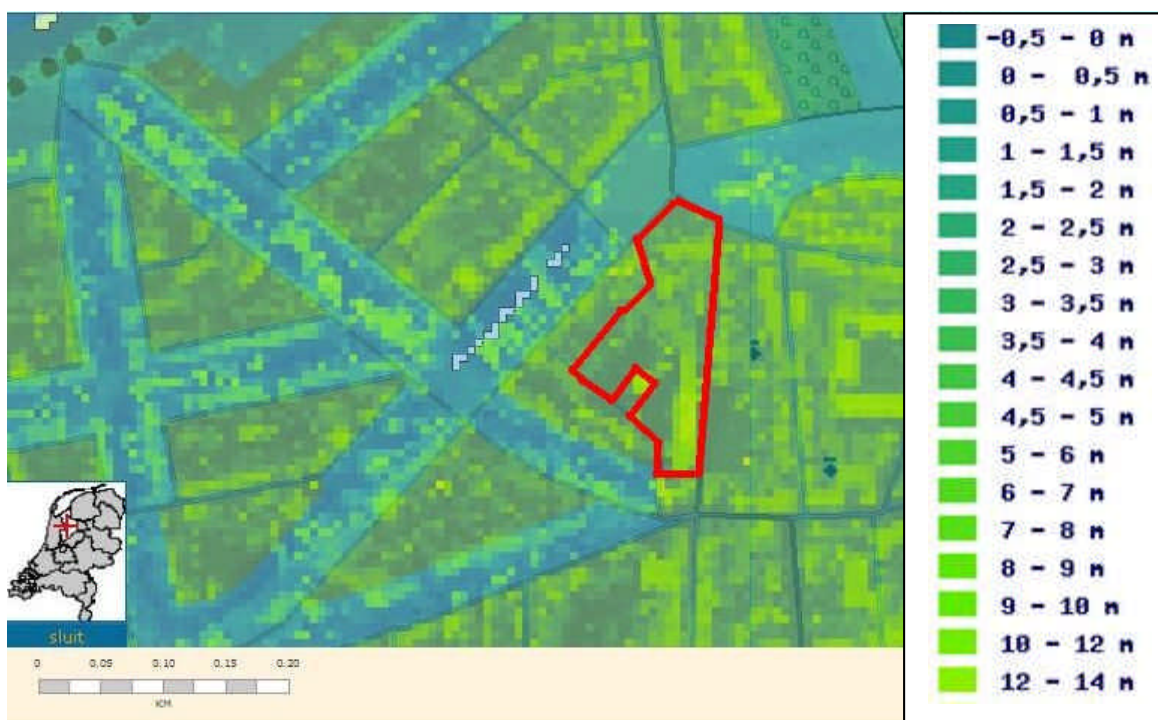 sluit
0 0.05 0.10 0.15 0.20
KM
-0,5 - 0 m
0 - 0,5 m
0,5 - 1 m
1 - 1,5 m
1,5 - 2 m
2 - 2,5 m
2,5 - 3 m
3 - 3,5 m
3,5 - 4 m
4 - 4,5 m
4,5 - 5 m
5 - 6 m
6 - 7 m
7 - 8 m
8 - 9 m
9 - 10 m
10 - 12 m
12 - 14 m